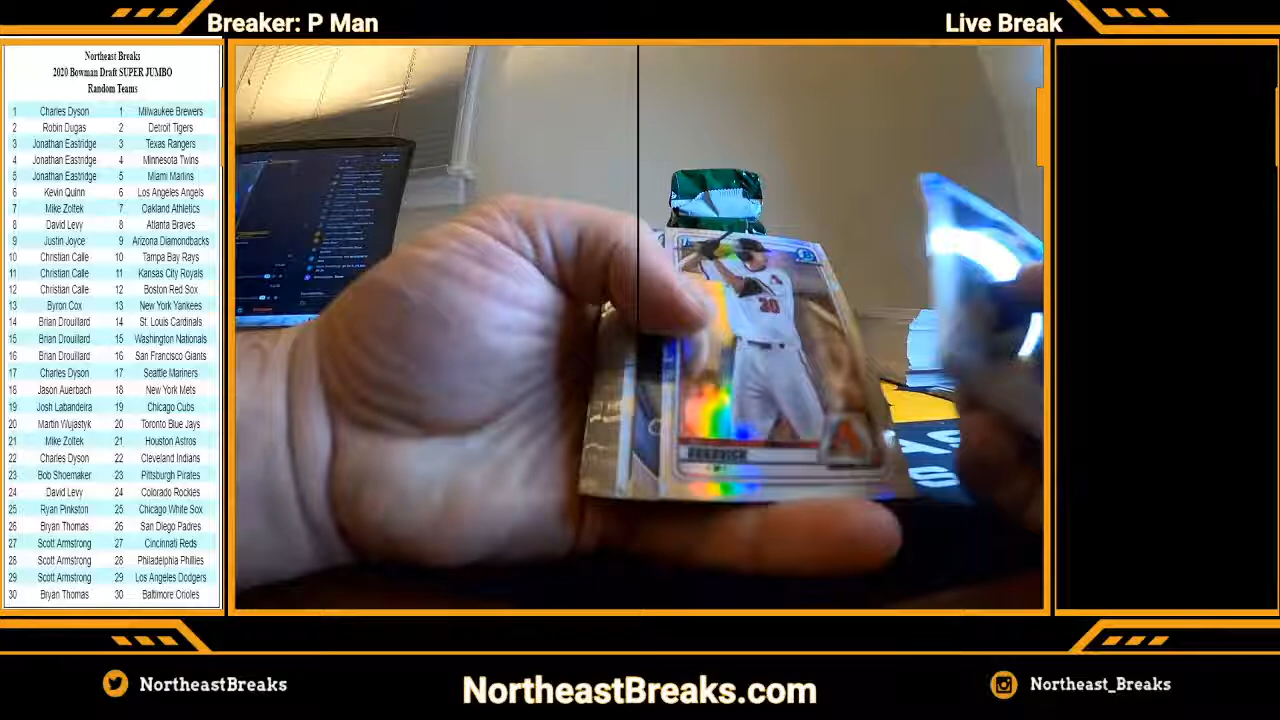 Breaker: P Man
Live Break
Northeast Breaks
2020 Bowman Draft SUPER JUMBO
Random Teams
1 Charles Dyson 1 Milwaukee Brewers
2 Robin Dugas 2 Detroit Tigers
3 Jonathan Eastridge 3 Texas Rangers
4 Jonathan Eastridge 4 Minnesota Twins
5 Jonathan Eastridge 5 Miami Marlins
6 Kevin Quinn 6 Los Angeles Angels
7 Mike Zoltek 7 Oakland Athletics
8 David Levy 8 Atlanta Braves
9 9 Arizona Diamondbacks
10 Christian Calle 10 Tampa Bay Rays
11 Christian Calle 11 Kansas City Royals
12 Christian Calle 12 Boston Red Sox
13 Byron Cox 13 New York Yankees
14 Brian Drouillard 14 St. Louis Cardinals
15 Brian Drouillard 15 Washington Nationals
16 Brian Drouillard 16 San Francisco Giants
17 Charles Dyson 17 Seattle Mariners
18 Jason Auerbach 18 New York Mets
19 Josh Labandeira 19 Chicago Cubs
20 Martin Wujastyk 20 Toronto Blue Jays
21 Mike Zoltek 21 Houston Astros
22 Charles Dyson 22 Cleveland Indians
23 Bob Shoemaker 23 Pittsburgh Pirates
24 David Levy 24 Colorado Rockies
25 Ryan Pinkston 25 Chicago White Sox
26 Bryan Thomas 26 San Diego Padres
27 Scott Armstrong 27 Cincinnati Reds
28 Scott Armstrong 28 Philadelphia Phillies
29 Scott Armstrong 29 Los Angeles Dodgers
30 Bryan Thomas 30 Baltimore Orioles
30
NortheastBreaks
NortheastBreaks.com
Northeast_Breaks